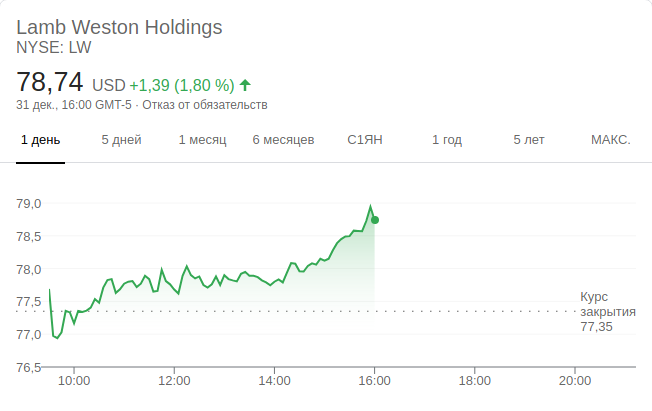 Lamb Weston Holdings
NYSE: LW
78,74 USD +1,39 (1,80 %)
31 дек., 16:00 GMT-5 · Отказ от обязательств
1 день 5 дней 1 месяц 6 месяцев С1ЯН 1 год 5 лет МАКС.
79,0
78,5
78,0
77,5
77,0
76,5
Курс
закрытия
77,35
10:00 12:00 14:00 16:00 18:00 20:00